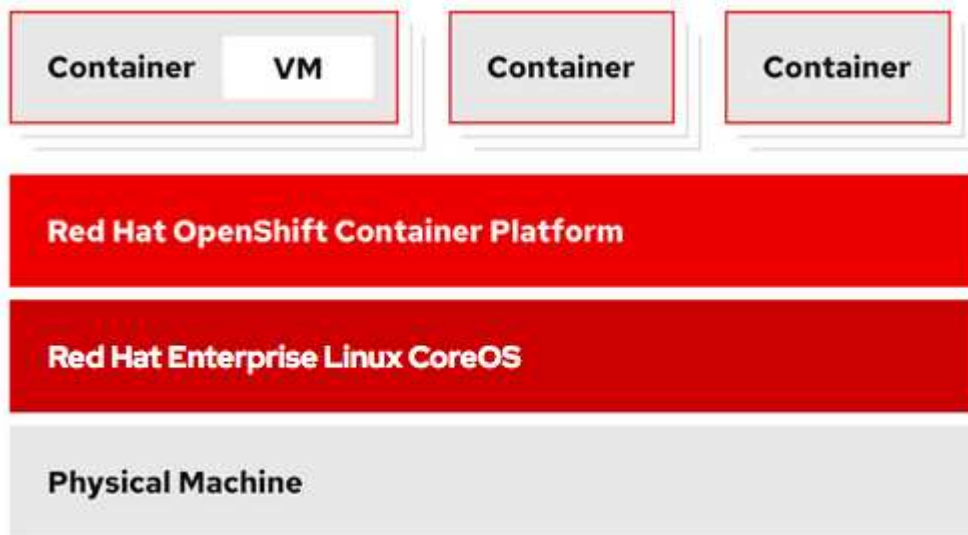 Container VM Container Container
Red Hat OpenShift Container Platform
Red Hat Enterprise Linux CoreOS
Physical Machine